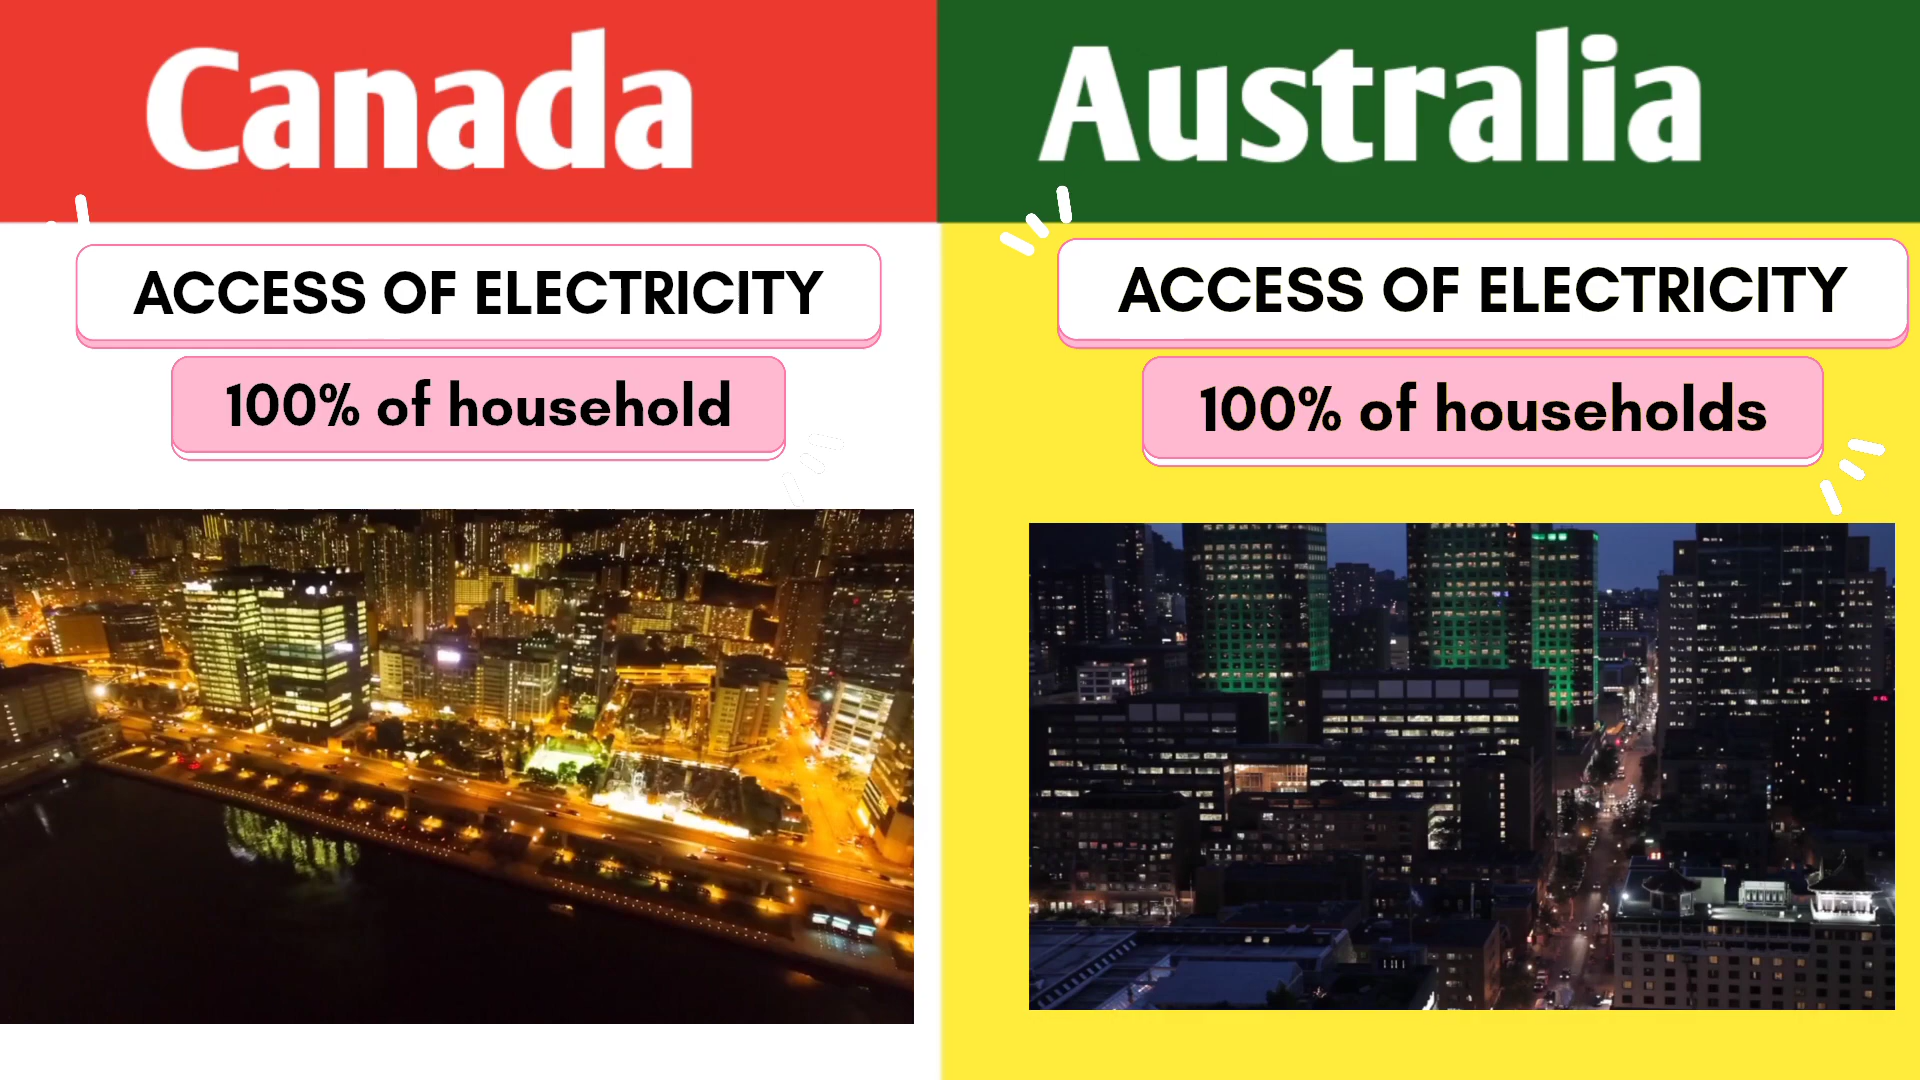 Canada
Australia
ACCESS OF ELECTRICITY
100% of household
ACCESS OF ELECTRICITY
100% of households